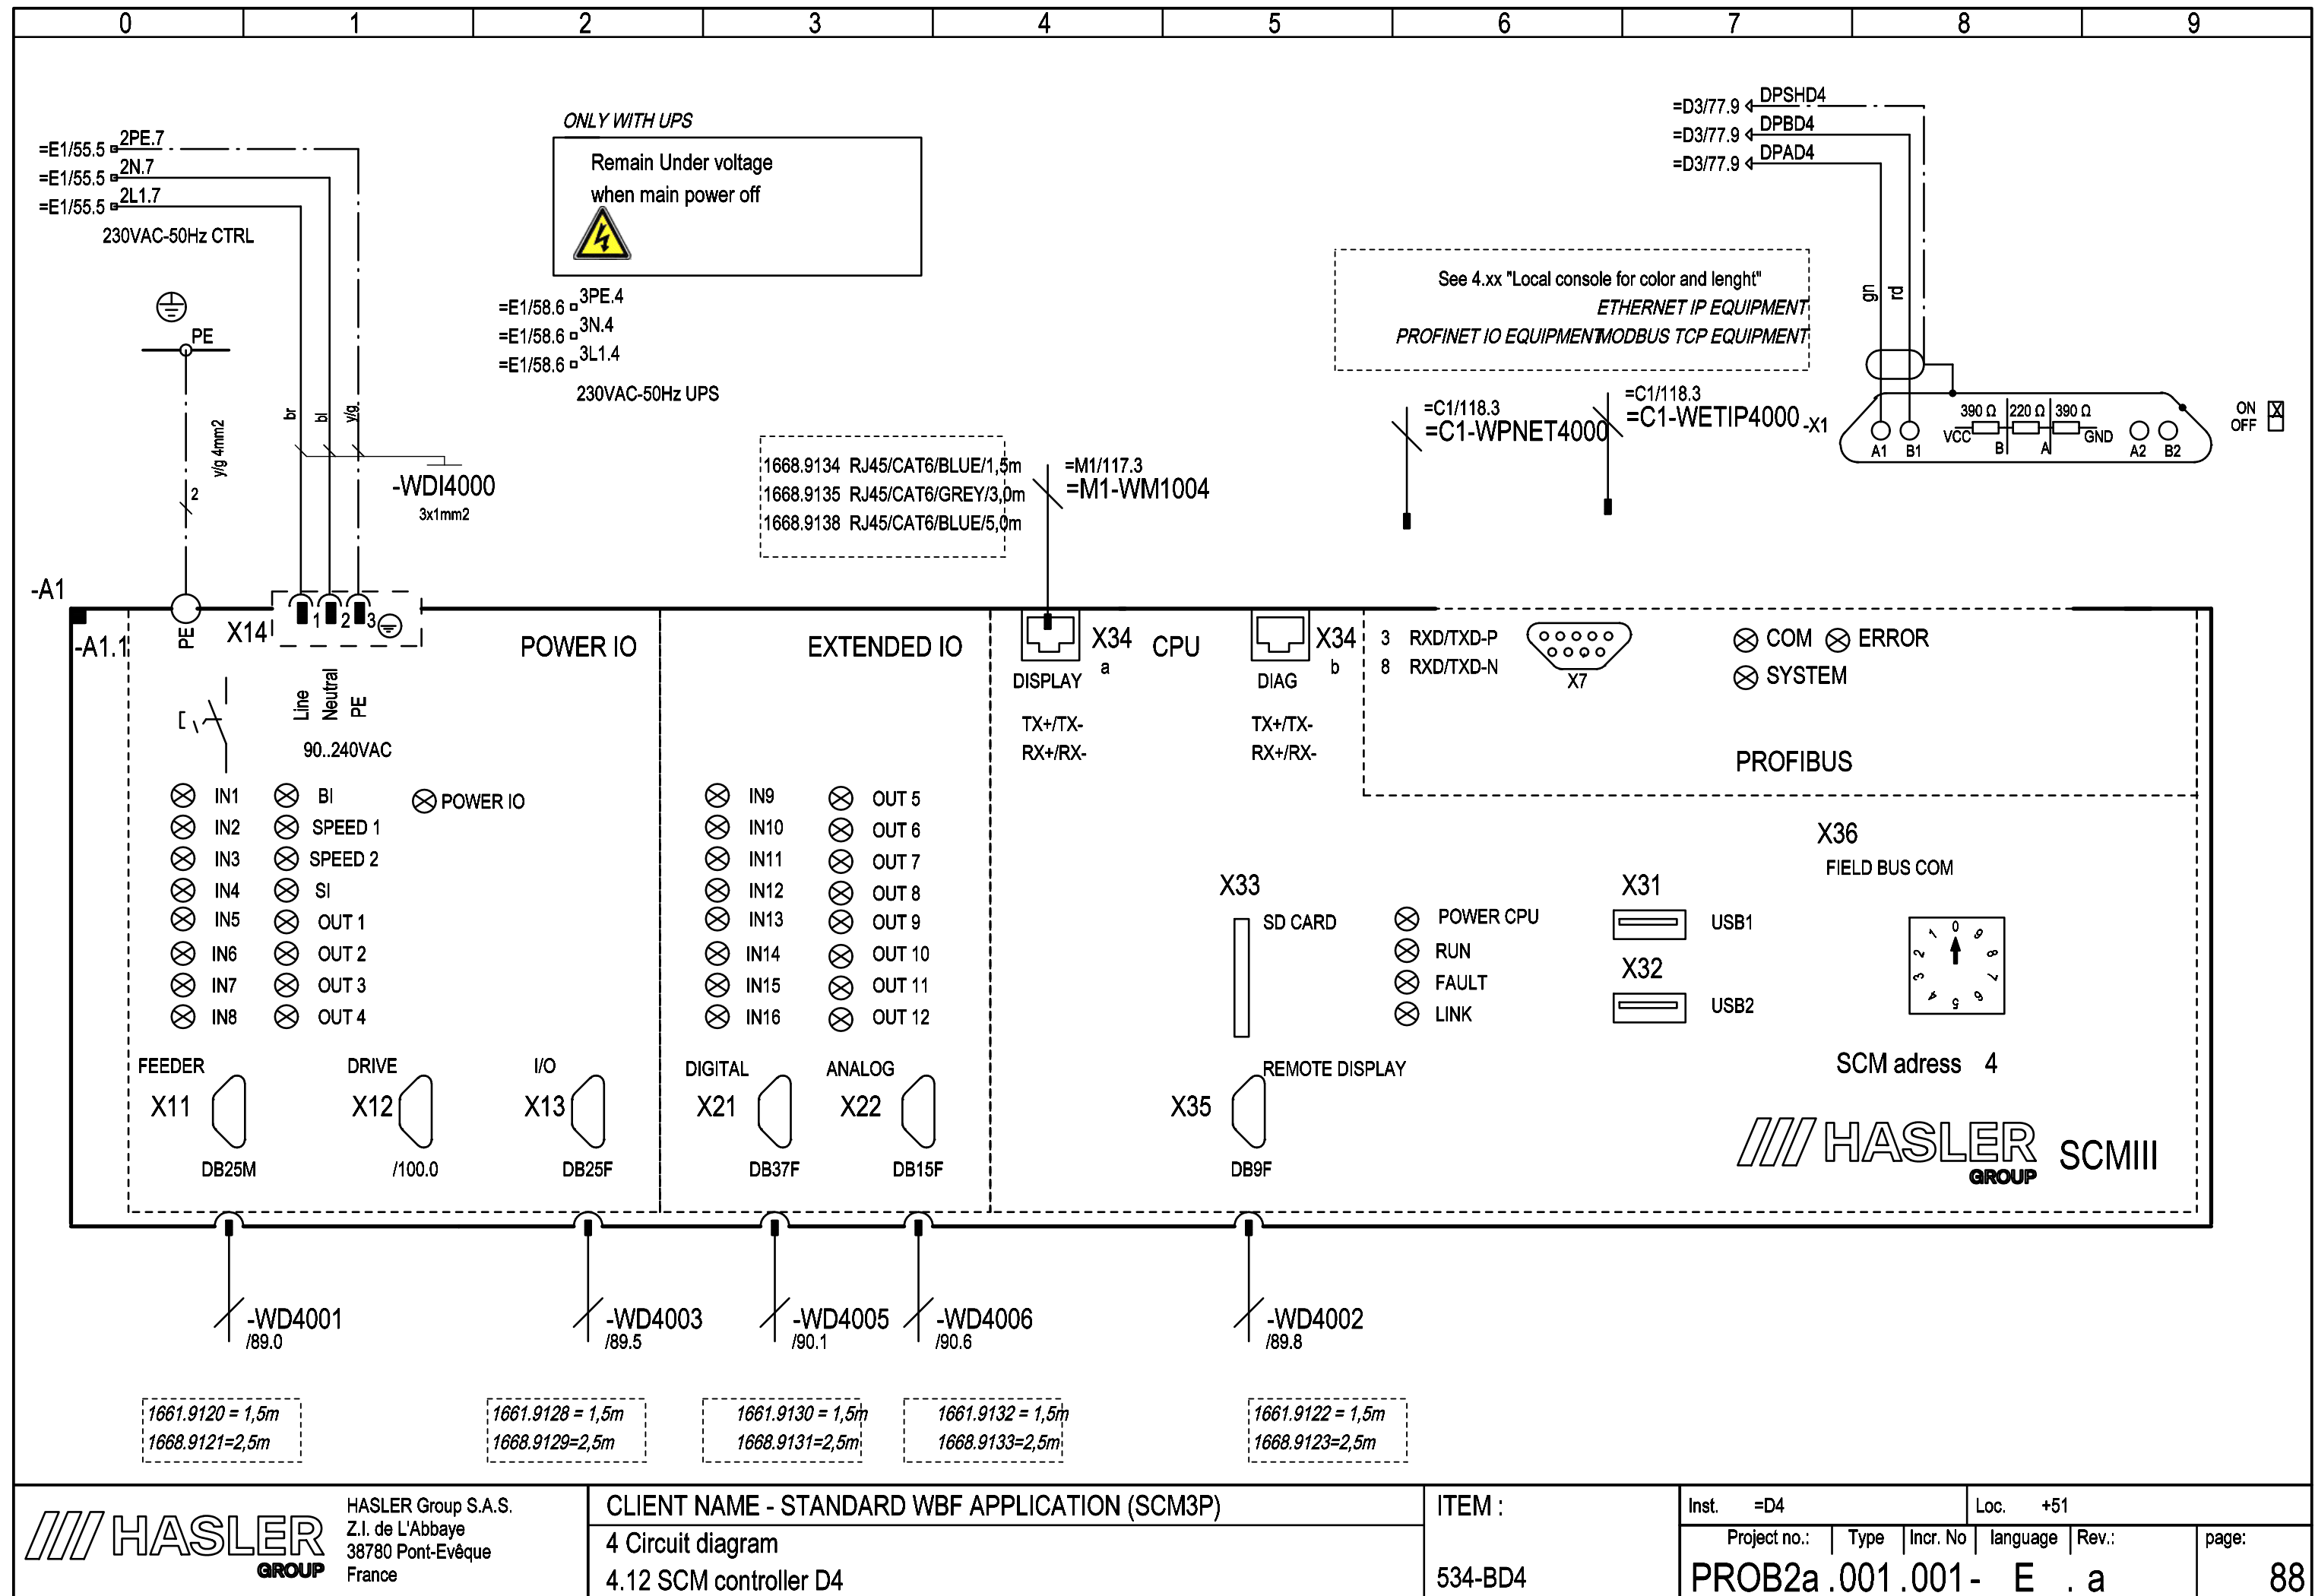 0 1 2 3 4 5 6 7 8 9
=E1/55.5 2PE.7
=E1/55.5 2N.7
=E1/55.5 2L1.7
230VAC-50Hz CTRL
ONLY WITH UPS
Remain Under voltage
when main power off
=E1/58.6 3PE.4
=E1/58.6 3N.4
=E1/58.6 3L1.4
230VAC-50Hz UPS
=D3/77.9 DPSHD4
=D3/77.9 DPBD4
=D3/77.9 DPAD4
See 4.xx "Local console for color and lenght"
ETHERNET IP EQUIPMENT
PROFINET IO EQUIPMENT MODBUS TCP EQUIPMENT
gn rd
PE
y/g 4mm2
2
br bl y/g
-WDI4000
3x1mm2
1668.9134 RJ45/CAT6/BLUE/1,5m
1668.9135 RJ45/CAT6/GREY/3,0m
1668.9138 RJ45/CAT6/BLUE/5,0m
=M1/117.3
=M1-WM1004
=C1/118.3
=C1-WPNET4000
=C1/118.3
=C1-WETIP4000
-X1
390 Ω 220 Ω 390 Ω
VCC B A GND
A1 B1 A2 B2
ON X
OFF
-A1
-A1.1
PE
X14
1 2 3
Line
Neutral
PE
90..240VAC
POWER IO
EXTENDED IO
X34
a
DISPLAY
TX+/TX-
RX+/RX-
CPU
X34
b
DIAG
TX+/TX-
RX+/RX-
3 RXD/TXD-P
8 RXD/TXD-N
X7
COM ERROR
SYSTEM
PROFIBUS
IN1 BI POWER IO
IN2 SPEED 1
IN3 SPEED 2
IN4 SI
IN5 OUT 1
IN6 OUT 2
IN7 OUT 3
IN8 OUT 4
IN9 OUT 5
IN10 OUT 6
IN11 OUT 7
IN12 OUT 8
IN13 OUT 9
IN14 OUT 10
IN15 OUT 11
IN16 OUT 12
X33
SD CARD
POWER CPU
RUN
FAULT
LINK
X31
USB1
X32
USB2
X36
FIELD BUS COM
0 1 2 3 4 5 6 7 8 9
SCM adress 4
FEEDER
X11
DB25M
DRIVE
X12
/100.0
I/O
X13
DB25F
DIGITAL
X21
DB37F
ANALOG
X22
DB15F
REMOTE DISPLAY
X35
DB9F
HASLER
GROUP
SCMIII
-WD4001
/89.0
-WD4003
/89.5
-WD4005
/90.1
-WD4006
/90.6
-WD4002
/89.8
1661.9120 = 1,5m
1668.9121=2,5m
1661.9128 = 1,5m
1668.9129=2,5m
1661.9130 = 1,5m
1668.9131=2,5m
1661.9132 = 1,5m
1668.9133=2,5m
1661.9122 = 1,5m
1668.9123=2,5m
HASLER
GROUP
HASLER Group S.A.S.
Z.I. de L'Abbaye
38780 Pont-Evêque
France
CLIENT NAME - STANDARD WBF APPLICATION (SCM3P)
4 Circuit diagram
4.12 SCM controller D4
ITEM :
534-BD4
Inst. =D4 Loc. +51
Project no.: Type Incr. No language Rev.: page:
PROB2a .001 .001 - E . a 88